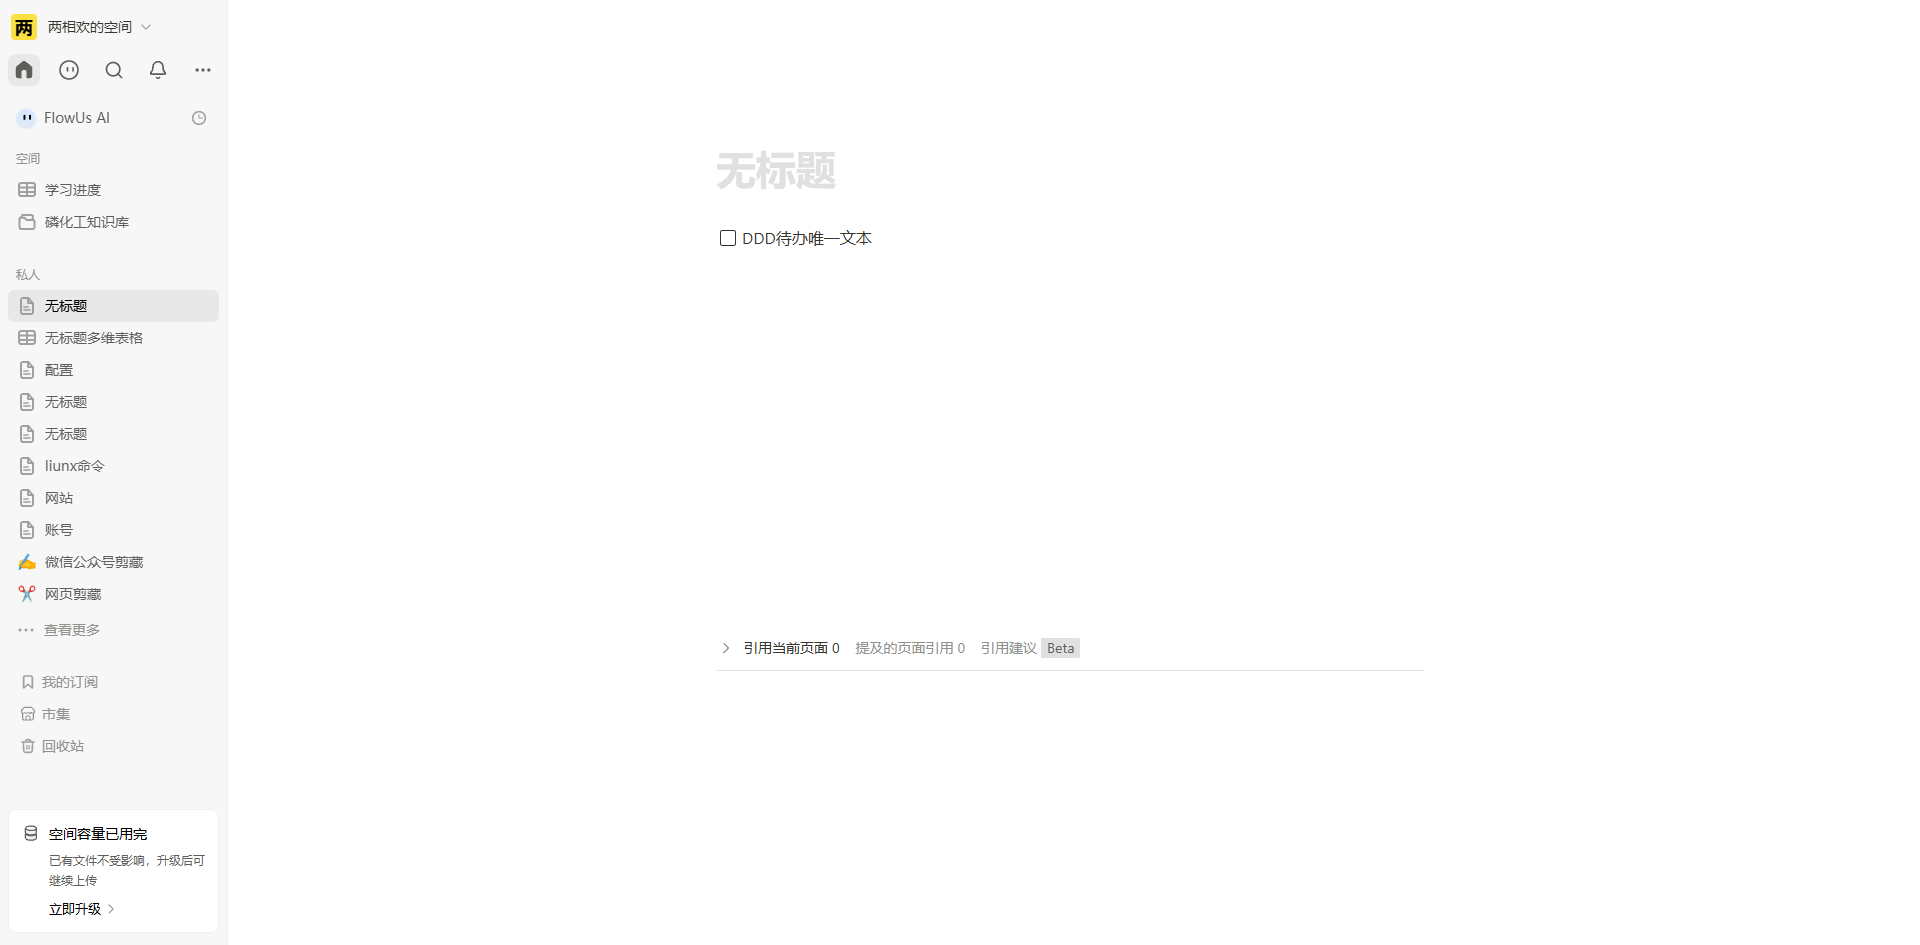 两 两相欢的空间
FlowUs AI
空间
学习进度
磷化工知识库
私人
无标题
无标题多维表格
配置
无标题
无标题
liunx命令
网站
账号
微信公众号剪藏
网页剪藏
查看更多
我的订阅
市集
回收站
空间容量已用完
已有文件不受影响，升级后可
继续上传
立即升级
无标题
DDD待办唯一文本
引用当前页面 0 提及的页面引用 0 引用建议 Beta